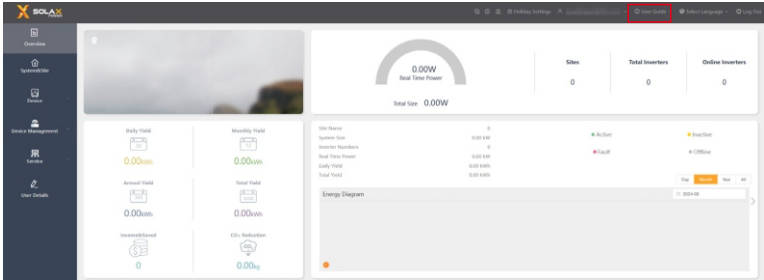 SOLAX
POWER
Holiday Settings
User Guide
Select Language
Log Out
Overview
System&Site
Device
Device Management
Service
User Details
0.00W
Real Time Power
Total Size 0.00W
Sites
0
Total Inverters
0
Online Inverters
0
Daily Yield
0.00kWh
Monthly Yield
0.00kWh
Annual Yield
0.00kWh
Total Yield
0.00kWh
0
CO₂ Reduction
0.00kg
Site Name 0
System Size 0.00 kW
Inverter Numbers 0
Real Time Power 0.00 kW
Daily Yield 0.00 kWh
Total Yield 0.00 kWh
Active
Inactive
Fault
Offline
Day Month Year All
Energy Diagram
2024-08